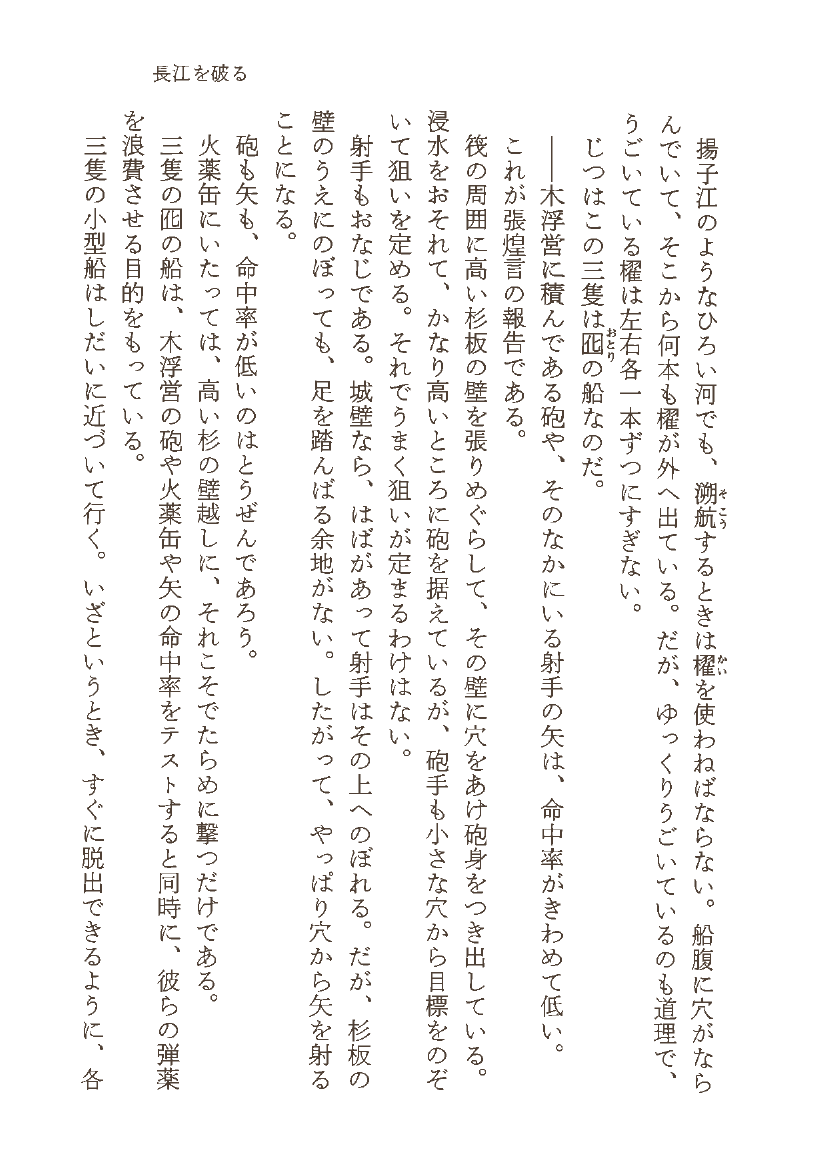 長江を破る
揚子江のようなひろい河でも、溯航するときは櫂を使わねばならない。船腹に穴がなら
んでいて、そこから何本も櫂が外へ出ている。だが、ゆっくりうごいているのも道理で、
うごいている櫂は左右各一本ずつにすぎない。
じつはこの三隻は囮の船なのだ。
――木浮営に積んである砲や、そのなかにいる射手の矢は、命中率がきわめて低い。
これが張煌言の報告である。
筏の周囲に高い杉板の壁を張りめぐらして、その壁に穴をあけ砲身をつき出している。
浸水をおそれて、かなり高いところに砲を据えているが、砲手も小さな穴から目標をのぞ
いて狙いを定める。それでうまく狙いが定まるわけはない。
射手もおなじである。城壁なら、はばがあって射手はその上へのぼれる。だが、杉板の
壁のうえにのぼっても、足を踏んばる余地がない。したがって、やっぱり穴から矢を射る
ことになる。
砲も矢も、命中率が低いのはとうぜんであろう。
火薬缶にいたっては、高い杉の壁越しに、それこそでたらめに撃つだけである。
三隻の囮の船は、木浮営の砲や火薬缶や矢の命中率をテストすると同時に、彼らの弾薬
を浪費させる目的をもっている。
三隻の小型船はしだいに近づいて行く。いざというとき、すぐに脱出できるように、各
そこう
かい
おとり